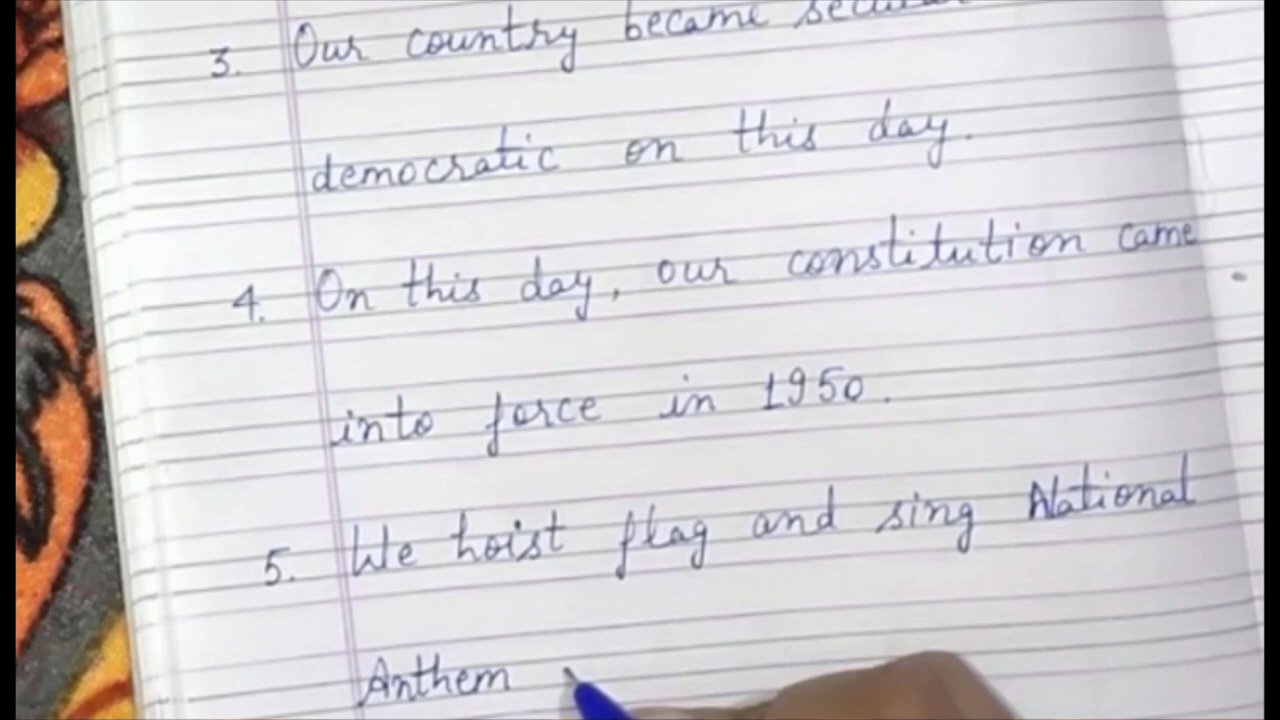 3. Our country became secular
democratic on this day.
4. On this day, our constitution came
into force in 1950.
5. We hoist flag and sing National
Anthem